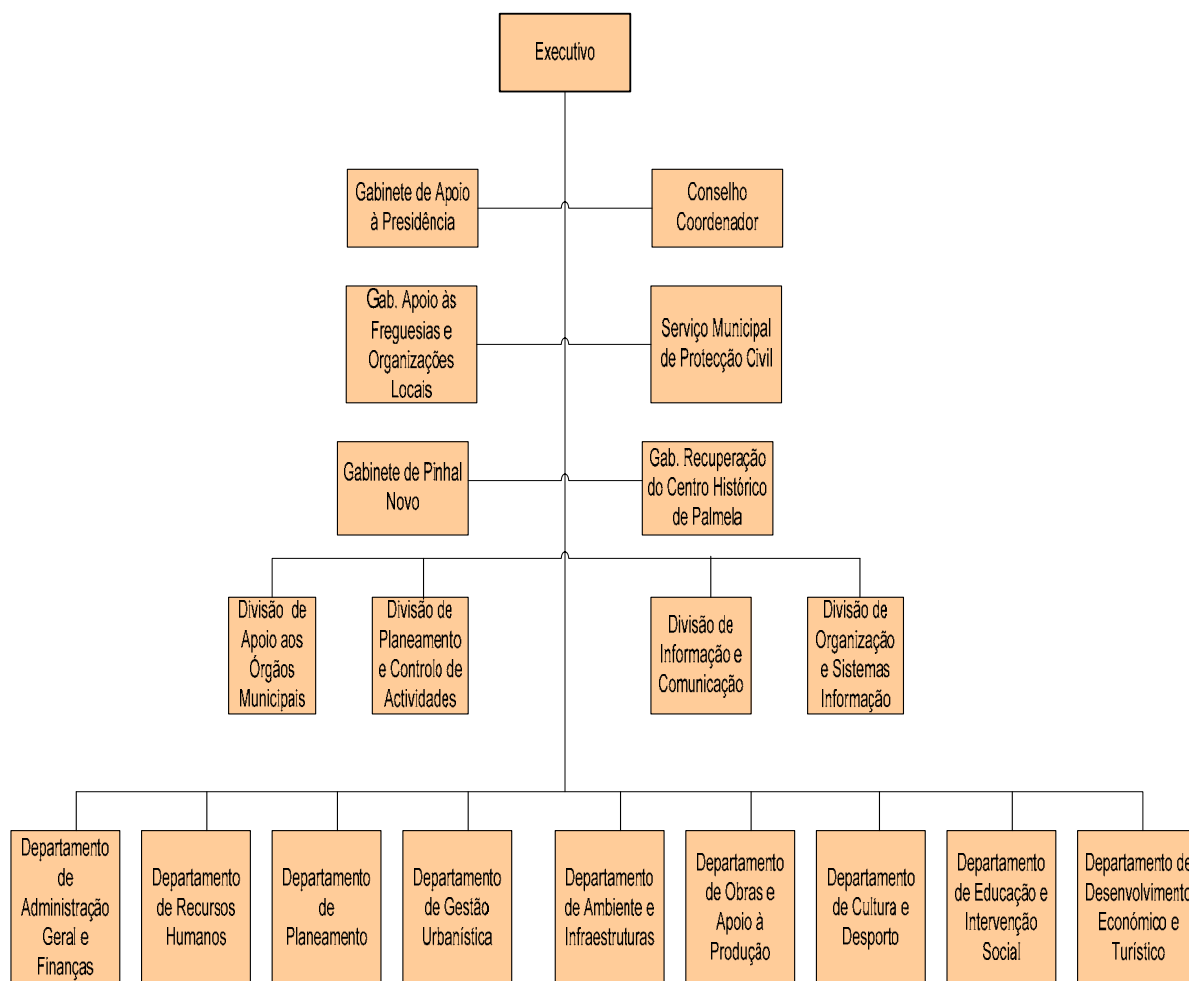 Executivo
Gabinete de Apoio
à Presidência
Conselho
Coordenador
Gab. Apoio às
Freguesias e
Organizações
Locais
Serviço Municipal
de Protecção Civil
Gabinete de Pinhal
Novo
Gab. Recuperação
do Centro Histórico
de Palmela
Divisão de
Apoio aos
Órgãos
Municipais
Divisão de
Planeamento
e Controlo de
Actividades
Divisão de
Informação e
Comunicação
Divisão de
Organização
e Sistemas
Informação
Departamento
de
Administração
Geral e
Finanças
Departamento
de Recursos
Humanos
Departamento
de
Planeamento
Departamento
de Gestão
Urbanística
Departamento
de Ambiente e
Infraestruturas
Departamento
de Obras e
Apoio à
Produção
Departamento
de Cultura e
Desporto
Departamento
de Educação e
Intervenção
Social
Departamento de
Desenvolvimento
Económico e
Turístico